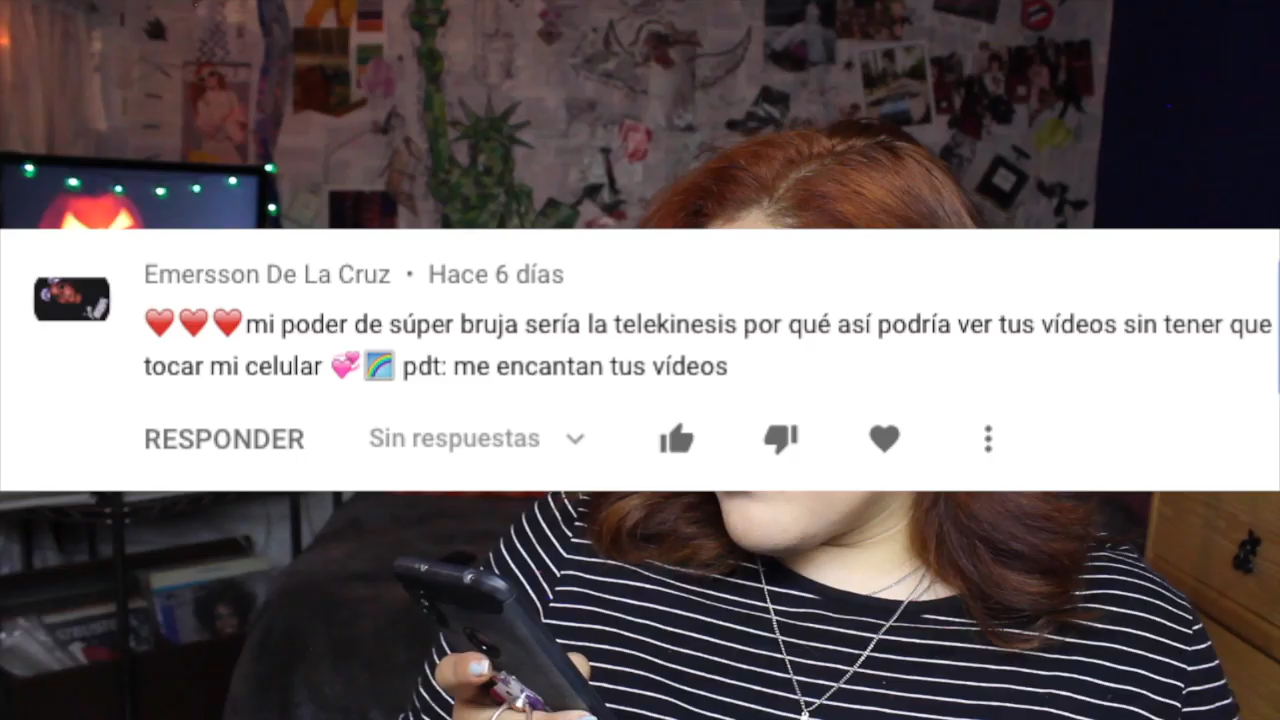 Emersson De La Cruz • Hace 6 días
❤️❤️❤️mi poder de súper bruja sería la telekinesis por qué así podría ver tus vídeos sin tener que
tocar mi celular 💞🌈 pdt: me encantan tus vídeos
RESPONDER Sin respuestas